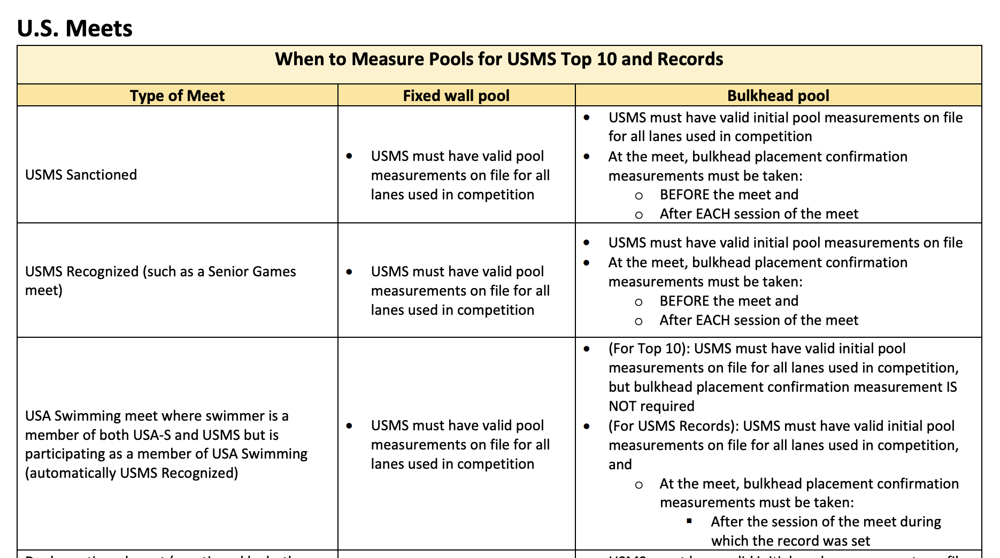 U.S. Meets
When to Measure Pools for USMS Top 10 and Records
Type of Meet
Fixed wall pool
Bulkhead pool
USMS Sanctioned
• USMS must have valid pool
measurements on file for all
lanes used in competition
• USMS must have valid initial pool measurements on file
for all lanes used in competition
• At the meet, bulkhead placement confirmation
measurements must be taken:
o BEFORE the meet and
o After EACH session of the meet
USMS Recognized (such as a Senior Games
meet)
• USMS must have valid pool
measurements on file for all
lanes used in competition
• USMS must have valid initial pool measurements on file
• At the meet, bulkhead placement confirmation
measurements must be taken:
o BEFORE the meet and
o After EACH session of the meet
USA Swimming meet where swimmer is a
member of both USA-S and USMS but is
participating as a member of USA Swimming
(automatically USMS Recognized)
• USMS must have valid pool
measurements on file for all
lanes used in competition
• (For Top 10): USMS must have valid initial pool
measurements on file for all lanes used in competition,
but bulkhead placement confirmation measurement IS
NOT required
• (For USMS Records): USMS must have valid initial pool
measurements on file for all lanes used in competition,
and
o At the meet, bulkhead placement confirmation
measurements must be taken:
▪ After the session of the meet during
which the record was set